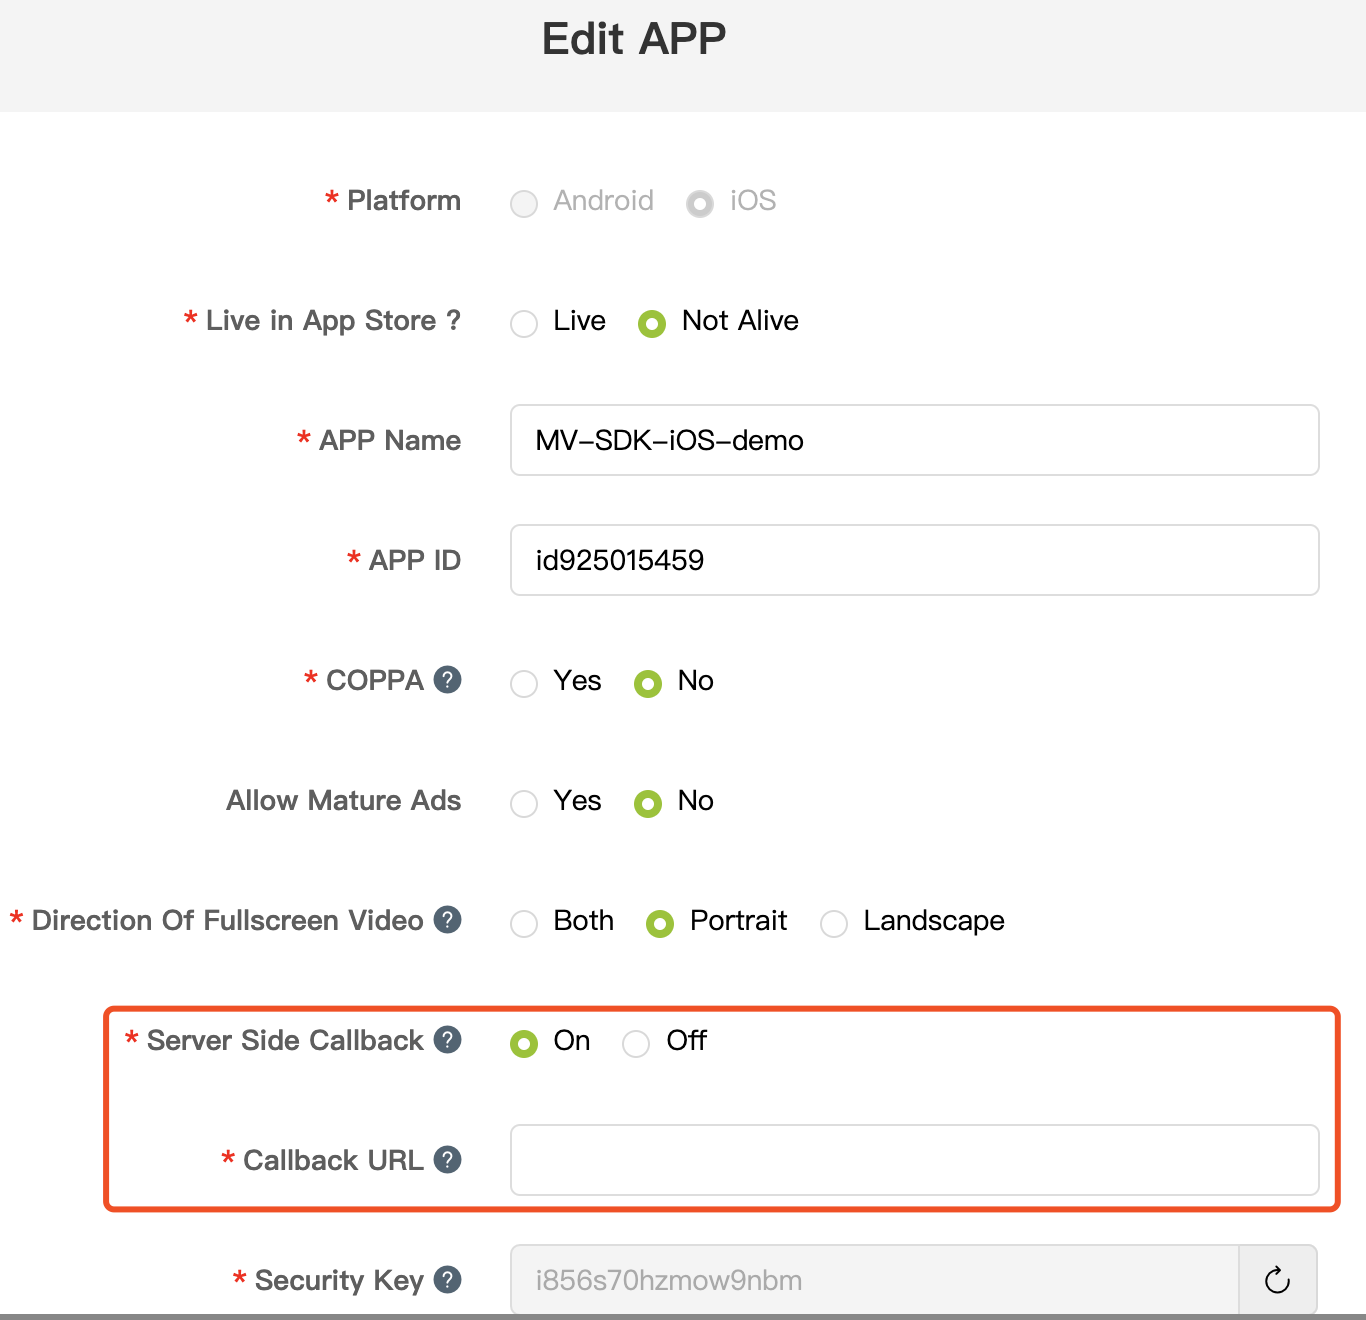 Edit APP
* Platform Android iOS
* Live in App Store ? Live Not Alive
* APP Name MV-SDK-iOS-demo
* APP ID id925015459
* COPPA ? Yes No
Allow Mature Ads Yes No
* Direction Of Fullscreen Video ? Both Portrait Landscape
* Server Side Callback ? On Off
* Callback URL ?
* Security Key ? i856s70hzmow9nbm